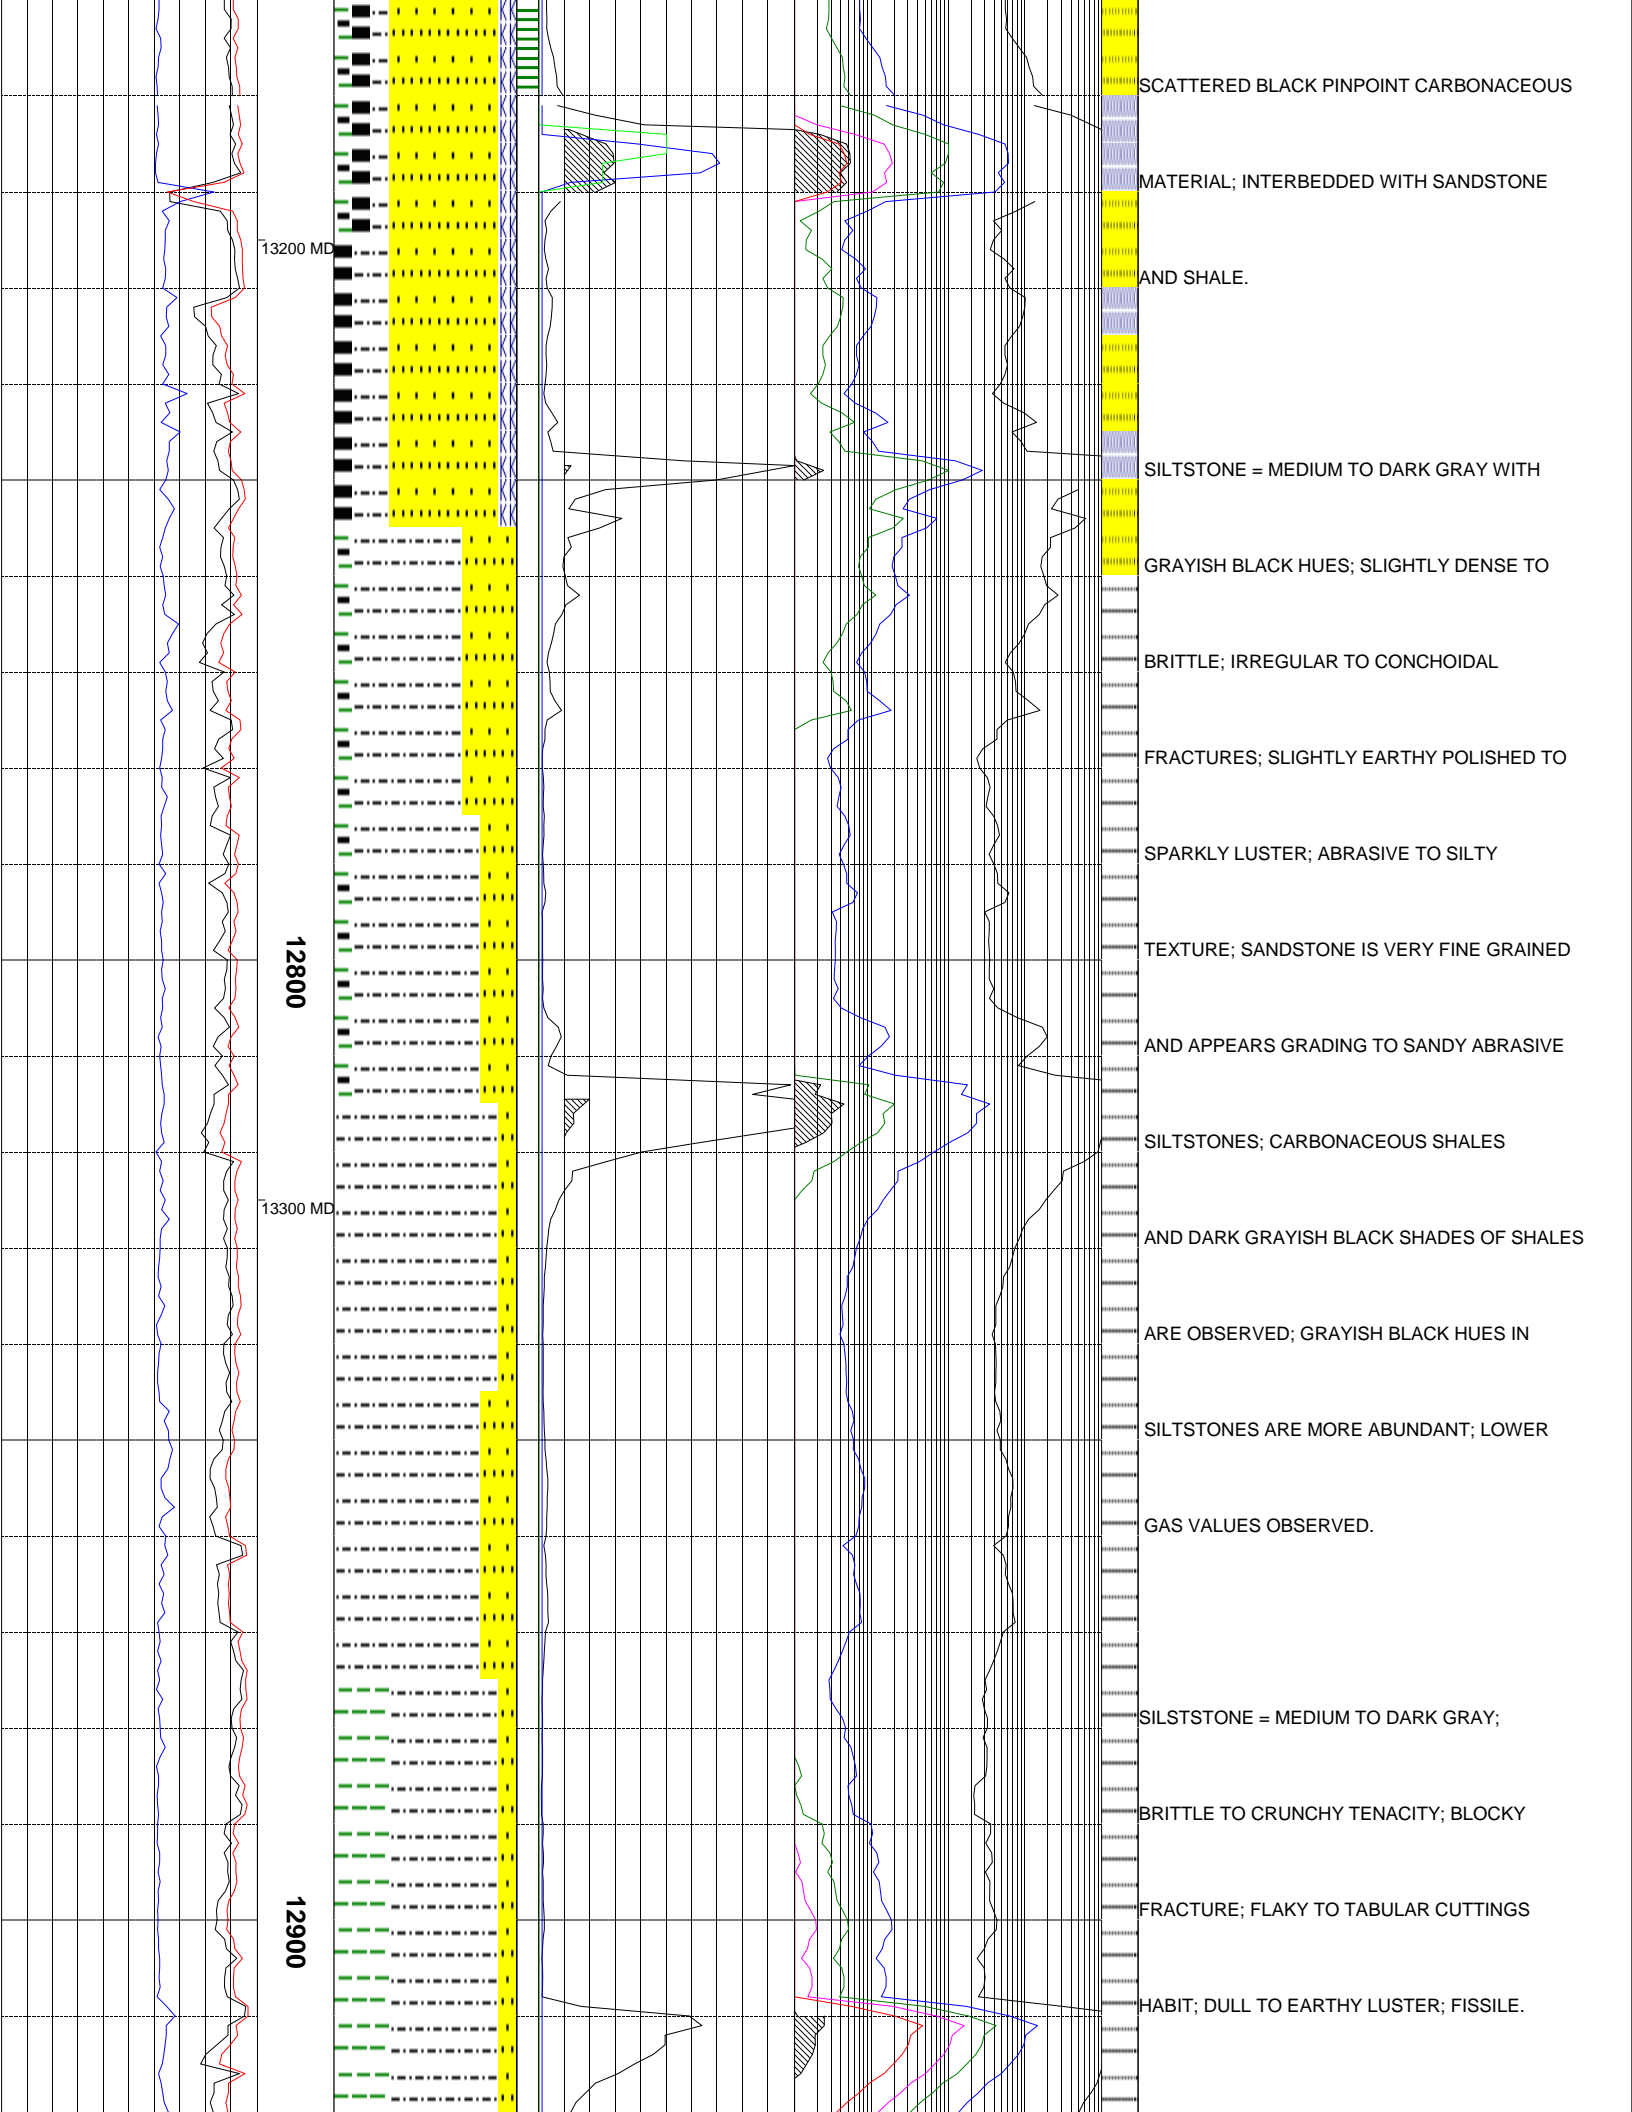 SCATTERED BLACK PINPOINT CARBONACEOUS
MATERIAL; INTERBEDDED WITH SANDSTONE
13200 MD
AND SHALE.
SILTSTONE = MEDIUM TO DARK GRAY WITH
GRAYISH BLACK HUES; SLIGHTLY DENSE TO
BRITTLE; IRREGULAR TO CONCHOIDAL
FRACTURES; SLIGHTLY EARTHY POLISHED TO
SPARKLY LUSTER; ABRASIVE TO SILTY
12800
TEXTURE; SANDSTONE IS VERY FINE GRAINED
AND APPEARS GRADING TO SANDY ABRASIVE
SILTSTONES; CARBONACEOUS SHALES
13300 MD
AND DARK GRAYISH BLACK SHADES OF SHALES
ARE OBSERVED; GRAYISH BLACK HUES IN
SILTSTONES ARE MORE ABUNDANT; LOWER
GAS VALUES OBSERVED.
SILSTSTONE = MEDIUM TO DARK GRAY;
BRITTLE TO CRUNCHY TENACITY; BLOCKY
12900
FRACTURE; FLAKY TO TABULAR CUTTINGS
HABIT; DULL TO EARTHY LUSTER; FISSILE.